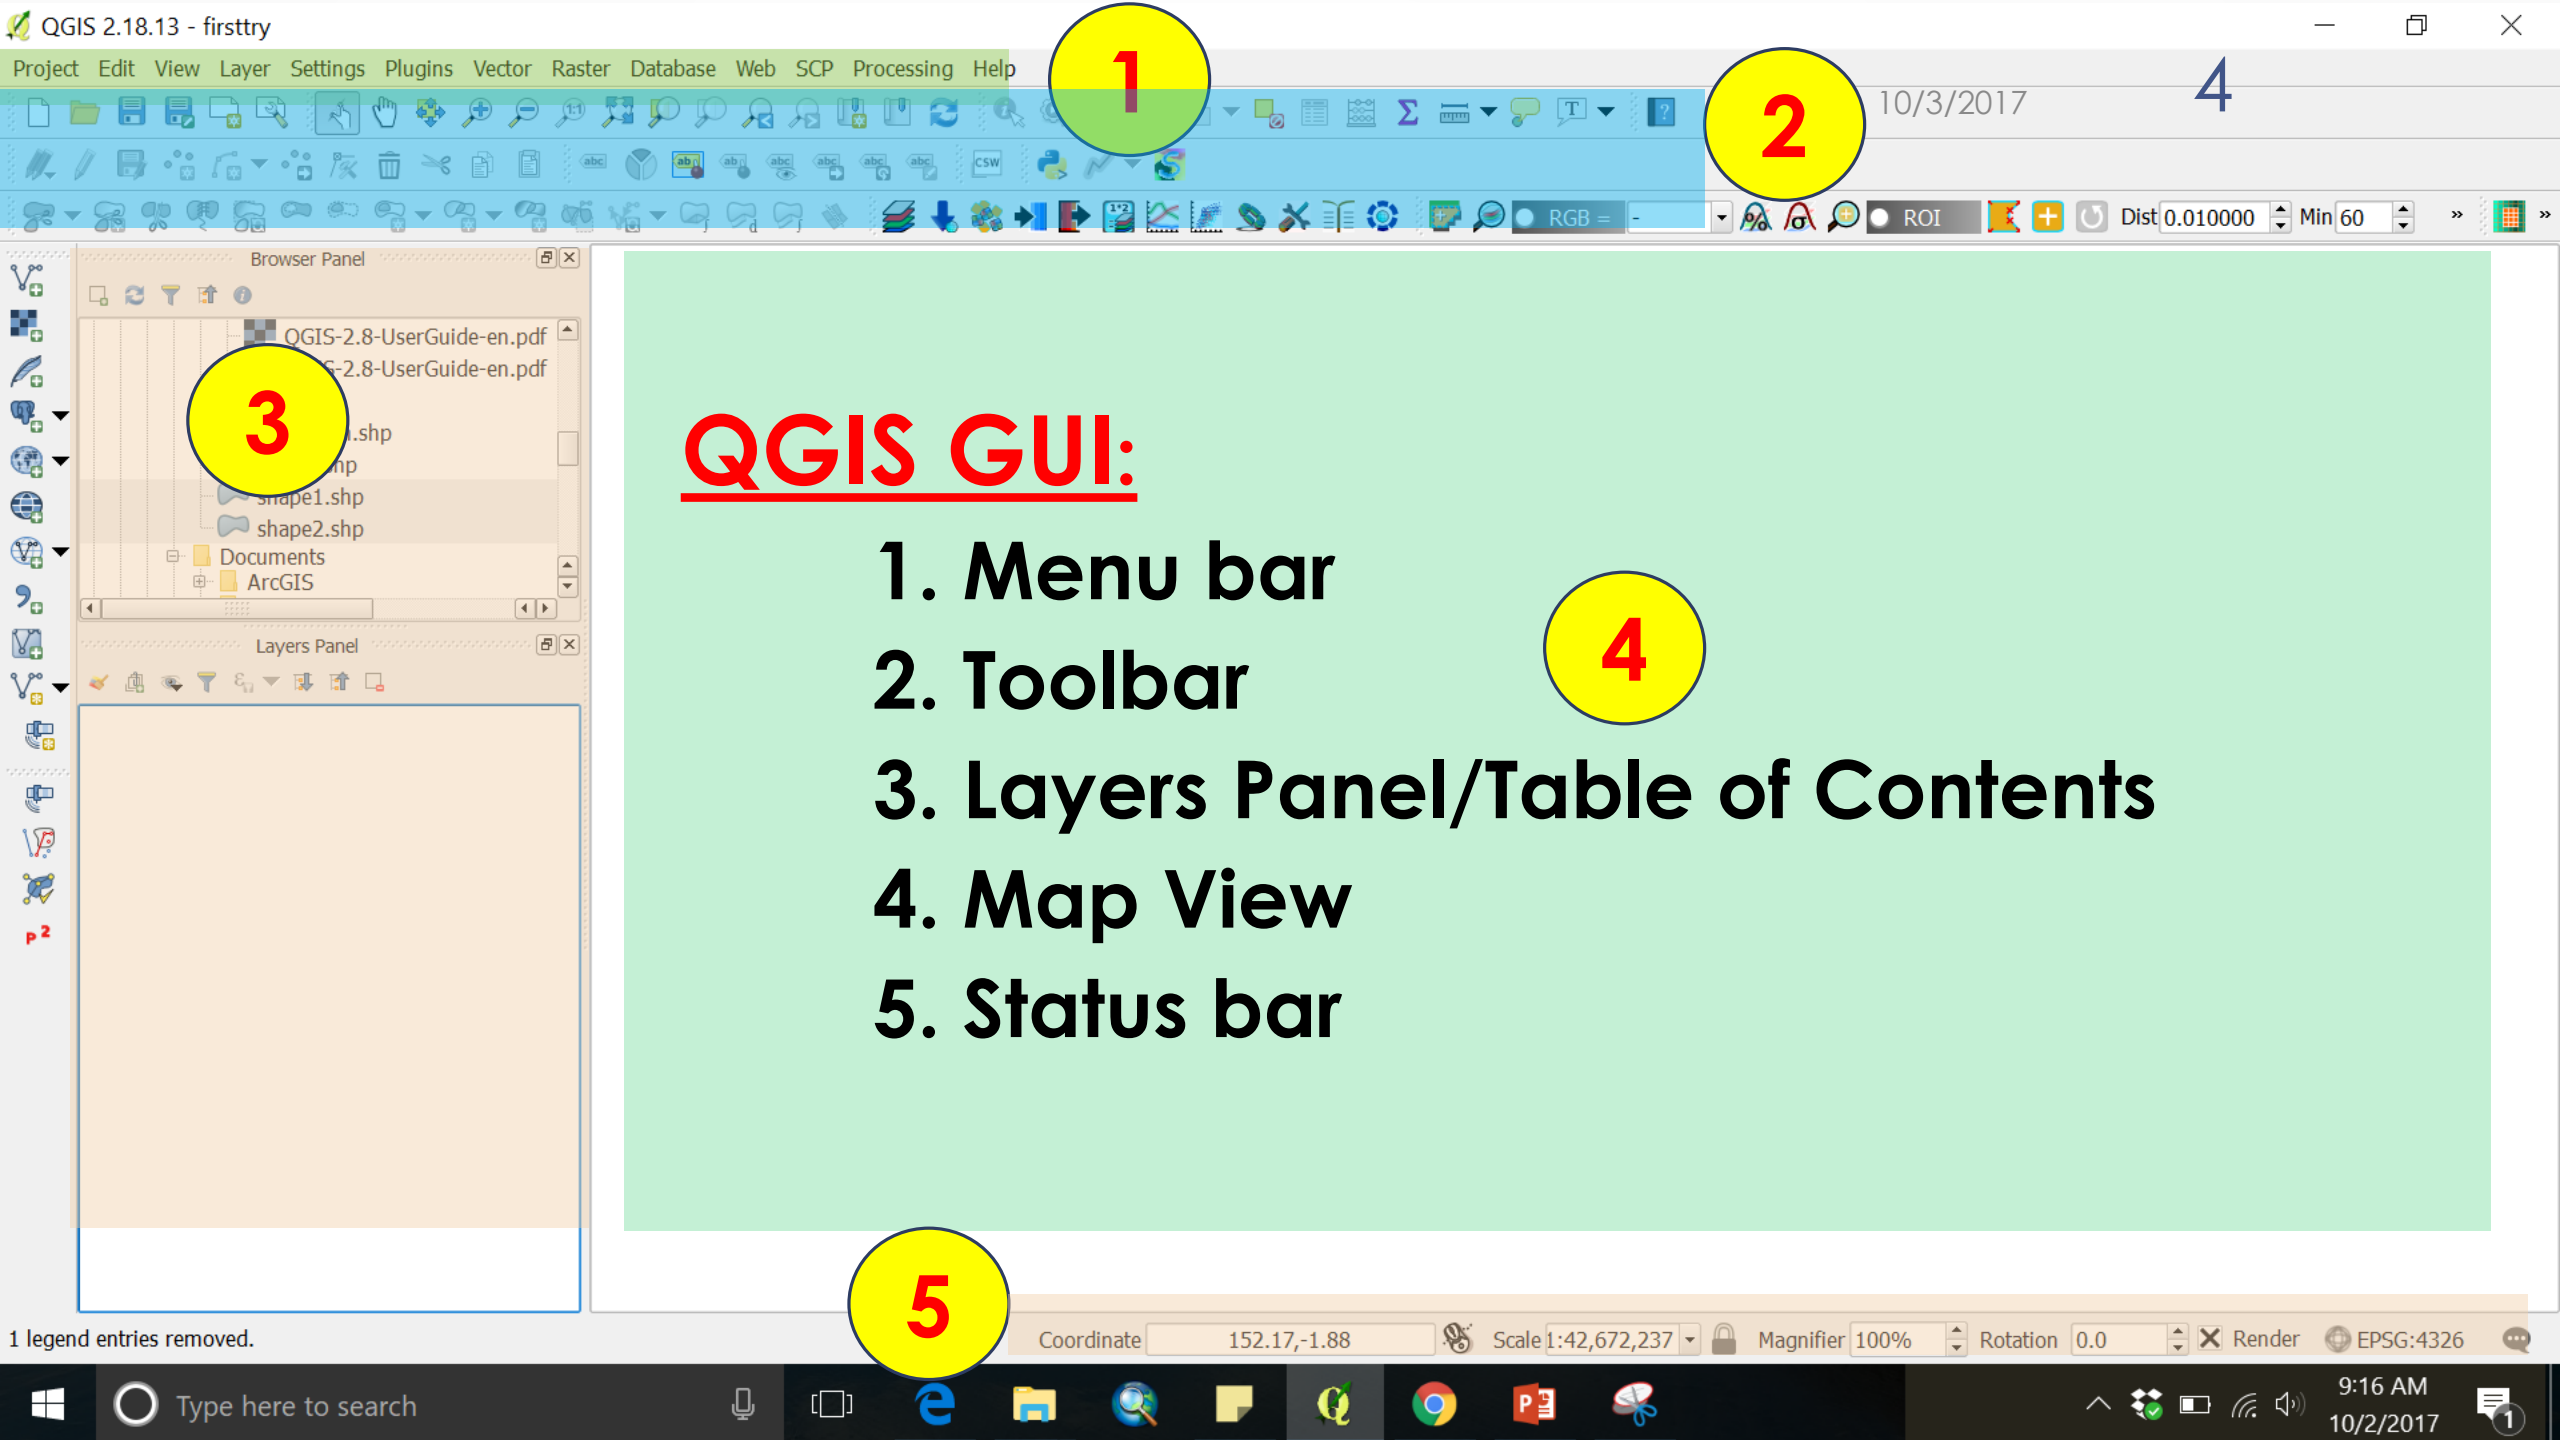 QGIS 2.18.13 - firsttry
Project Edit View Layer Settings Plugins Vector Raster Database Web SCP Processing Help
1
2
10/3/2017
4
RGB = -
ROI
Dist 0.010000
Min 60
Browser Panel
QGIS-2.8-UserGuide-en.pdf
-2.8-UserGuide-en.pdf
3
.shp
shape1.shp
shape2.shp
Documents
ArcGIS
Layers Panel
P2
QGIS GUI:
1. Menu bar
2. Toolbar
3. Layers Panel/Table of Contents
4. Map View
5. Status bar
4
5
1 legend entries removed.
Coordinate 152.17,-1.88 Scale 1:42,672,237 Magnifier 100% Rotation 0.0 Render EPSG:4326
Type here to search
9:16 AM
10/2/2017
1